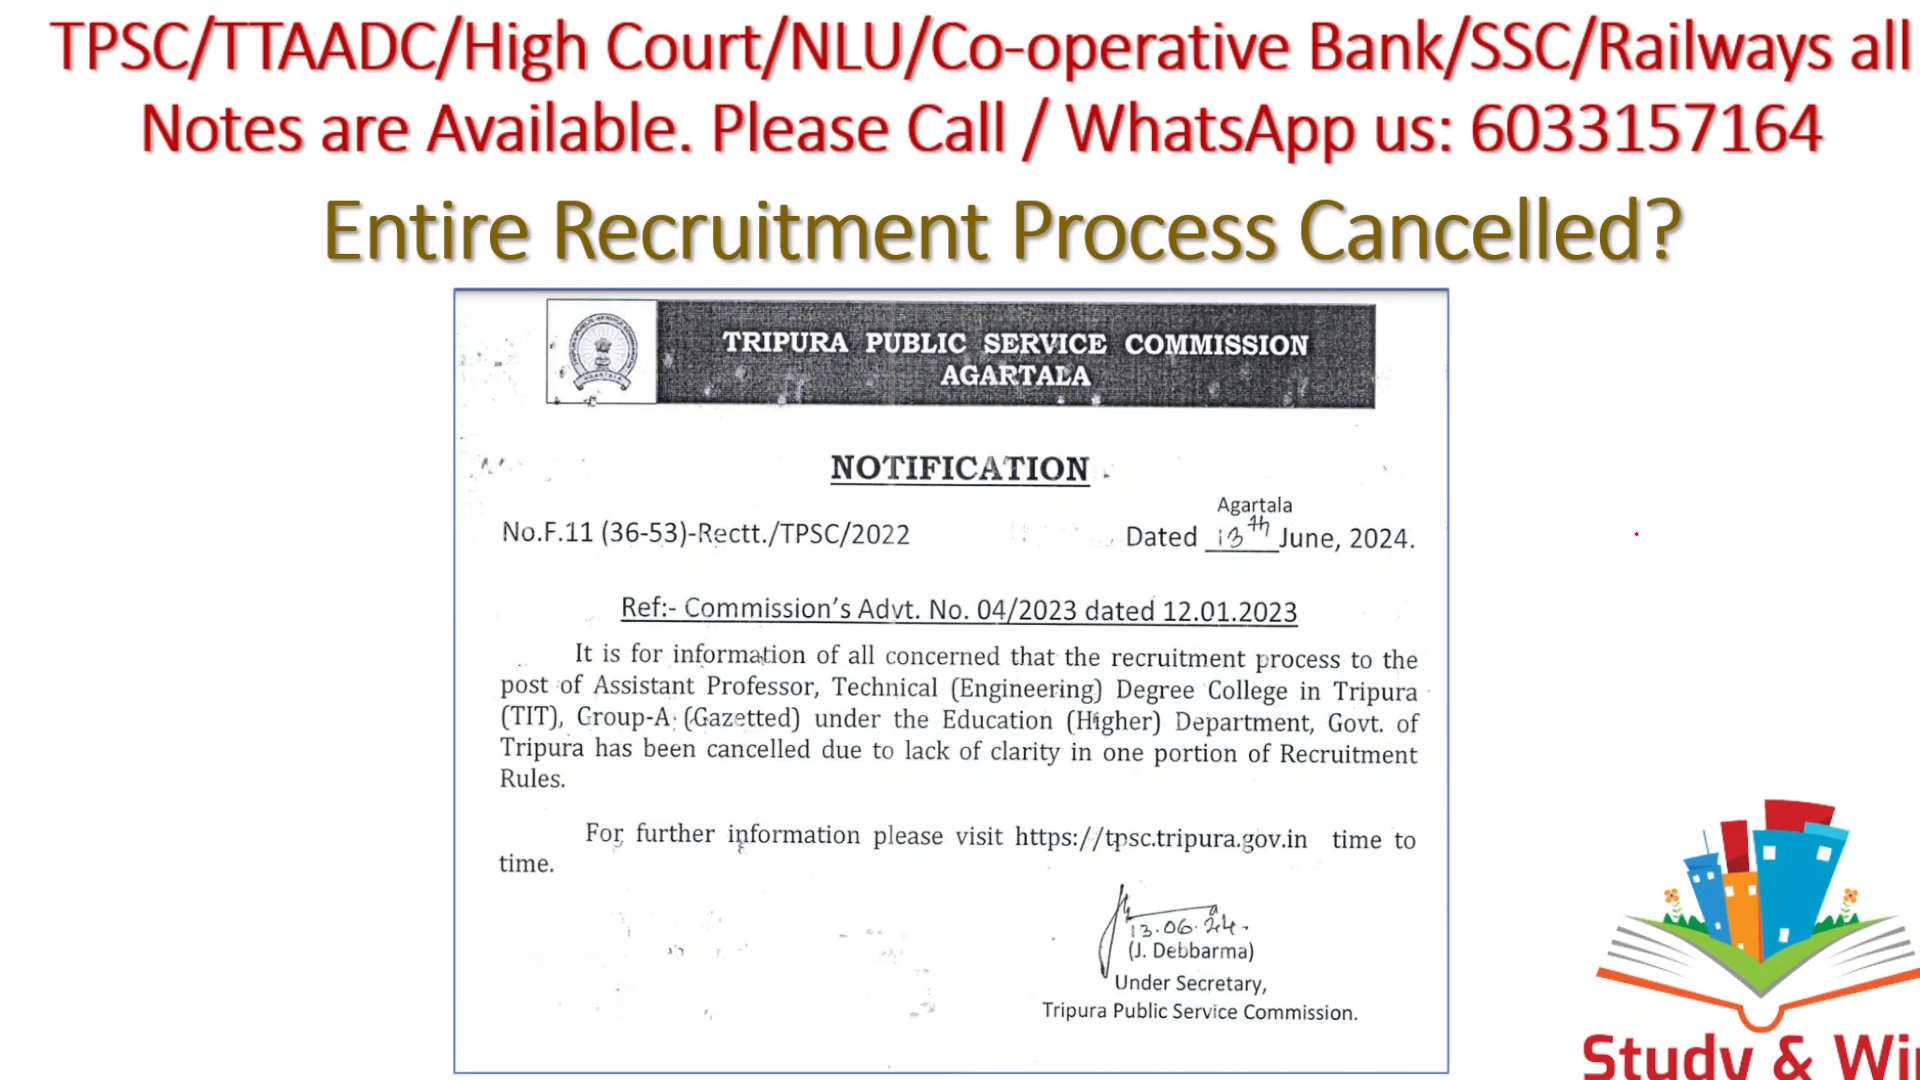 TPSC/TTAADC/High Court/NLU/Co-operative Bank/SSC/Railways all
Notes are Available. Please Call / WhatsApp us: 6033157164
Entire Recruitment Process Cancelled?
TRIPURA PUBLIC SERVICE COMMISSION
AGARTALA
NOTIFICATION
Agartala
No.F.11 (36-53)-Rectt./TPSC/2022 Dated 13th June, 2024.
Ref:- Commission's Advt. No. 04/2023 dated 12.01.2023
It is for information of all concerned that the recruitment process to the
post of Assistant Professor, Technical (Engineering) Degree College in Tripura
(TIT), Group-A (Gazetted) under the Education (Higher) Department, Govt. of
Tripura has been cancelled due to lack of clarity in one portion of Recruitment
Rules.
For further information please visit https://tpsc.tripura.gov.in time to
time.
13.06.24.
(J. Debbarma)
Under Secretary,
Tripura Public Service Commission.
Study & Wi